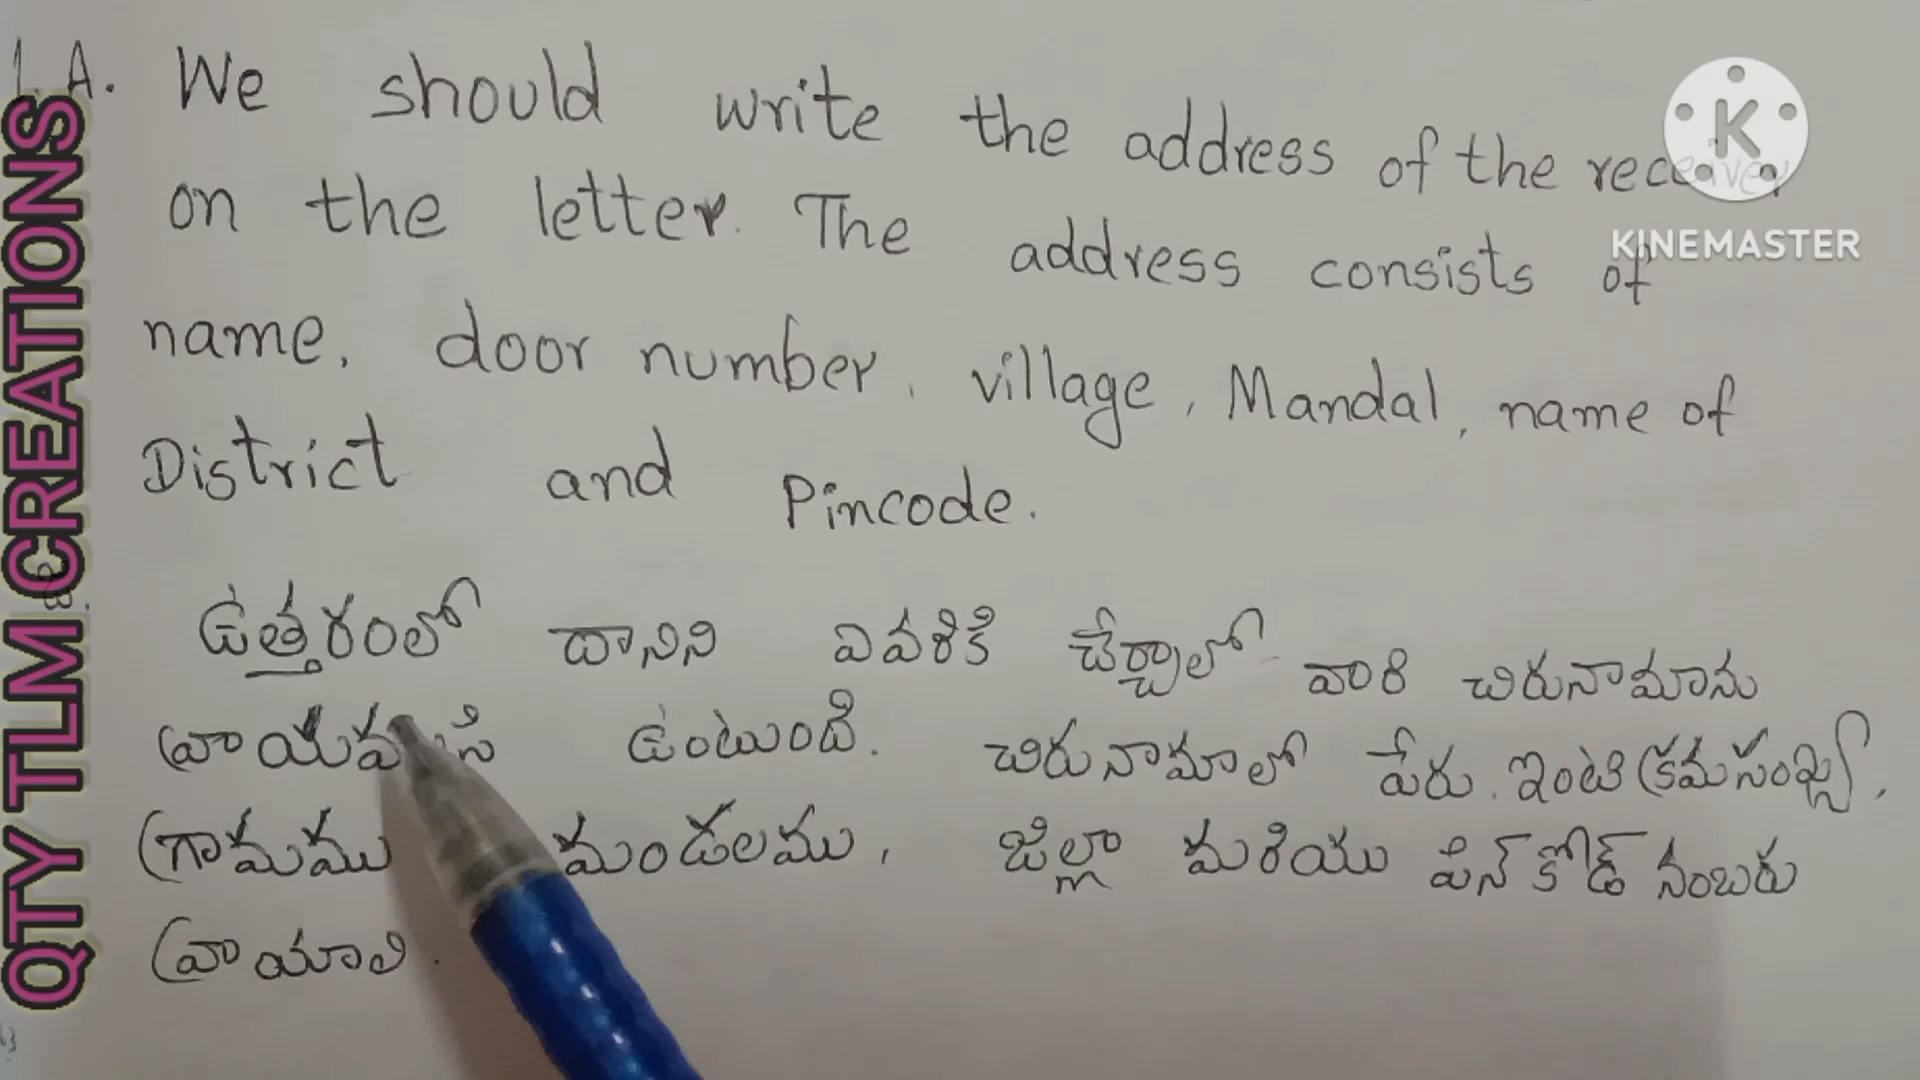 1. A. We should write the address of the receiver
on the letter. The address consists of
name, door number, village, Mandal, name of
District and Pincode.
ఉత్తరంలో దానిని ఎవరికి చేర్చాలో వారి చిరునామాను
ఉంటుంది. చిరునామాలో పేరు, ఇంటి క్రమసంఖ్య,
గ్రామము మండలము, జిల్లా మరియు పిన్ కోడ్ నంబరు
వ్రాయాలి.
KINEMASTER
QTY TLM CREATIONS